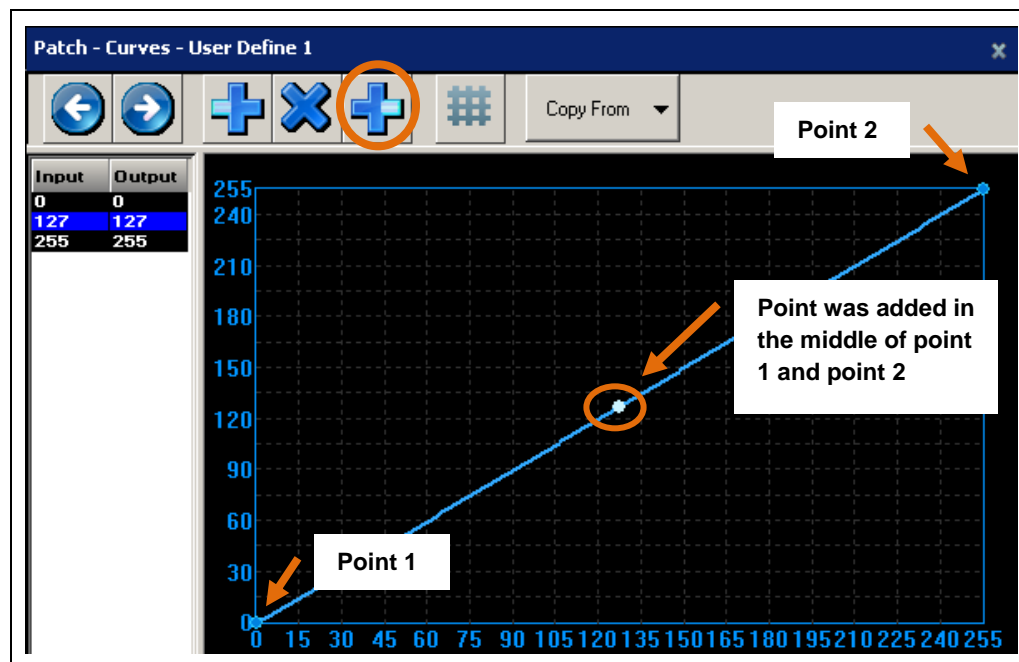 Patch - Curves - User Define 1
Copy From
Point 2
Input Output
0 0
127 127
255 255
255
240
210
180
150
120
90
60
30
0
Point was added in
the middle of point
1 and point 2
Point 1
0 15 30 45 60 75 90 105 120 135 150 165 180 195 210 225 240 255